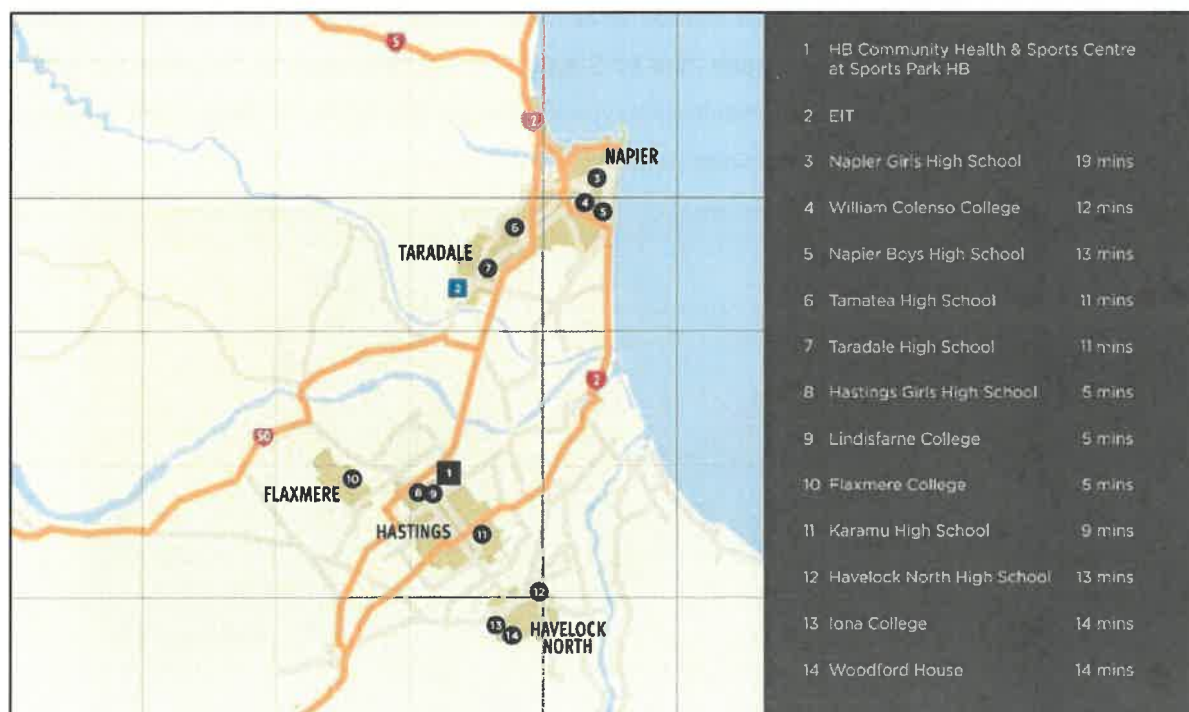 5
2
NAPIER
3
4
5
6
TARADALE
7
2
2
50
1
10
FLAXMERE
8
9
HASTINGS
11
12
13
14
HAVELOCK
NORTH
1 HB Community Health & Sports Centre
at Sports Park HB
2 EIT
3 Napier Girls High School 19 mins
4 William Colenso College 12 mins
5 Napier Boys High School 13 mins
6 Tamatea High School 11 mins
7 Taradale High School 11 mins
8 Hastings Girls High School 5 mins
9 Lindisfarne College 5 mins
10 Flaxmere College 5 mins
11 Karamu High School 9 mins
12 Havelock North High School 13 mins
13 Iona College 14 mins
14 Woodford House 14 mins